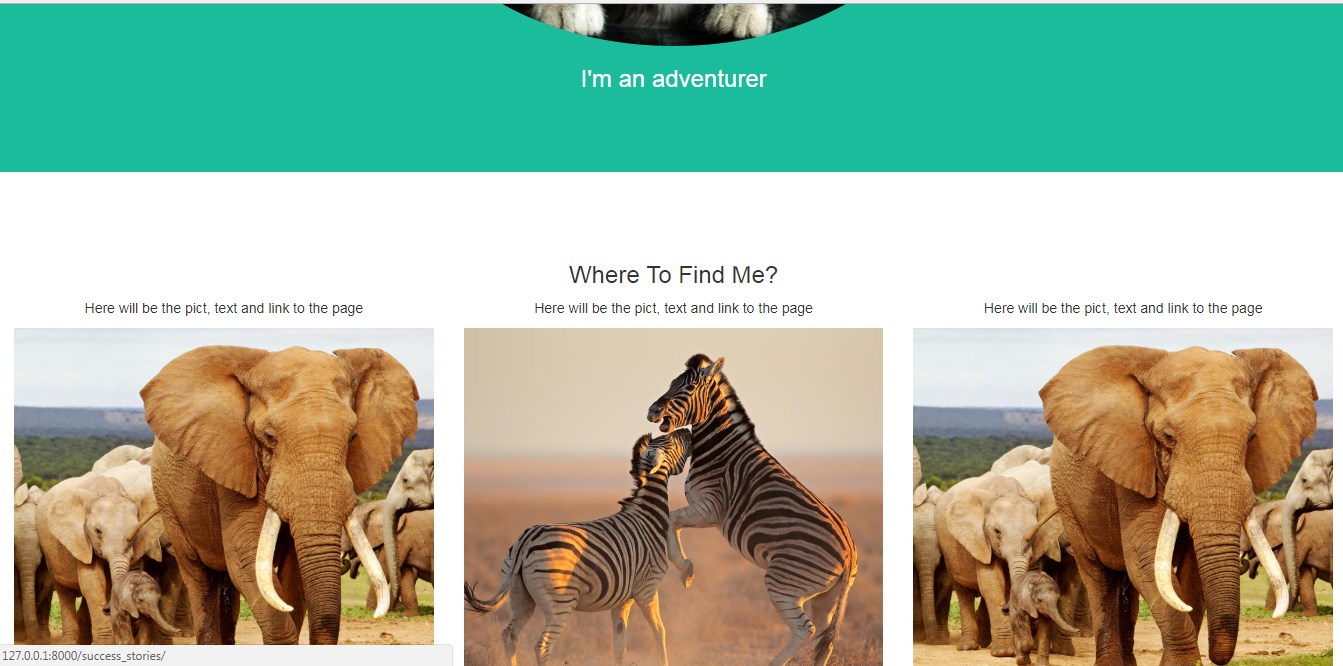 I'm an adventurer
Where To Find Me?
Here will be the pict, text and link to the page
Here will be the pict, text and link to the page
Here will be the pict, text and link to the page
127.0.0.1:8000/success_stories/